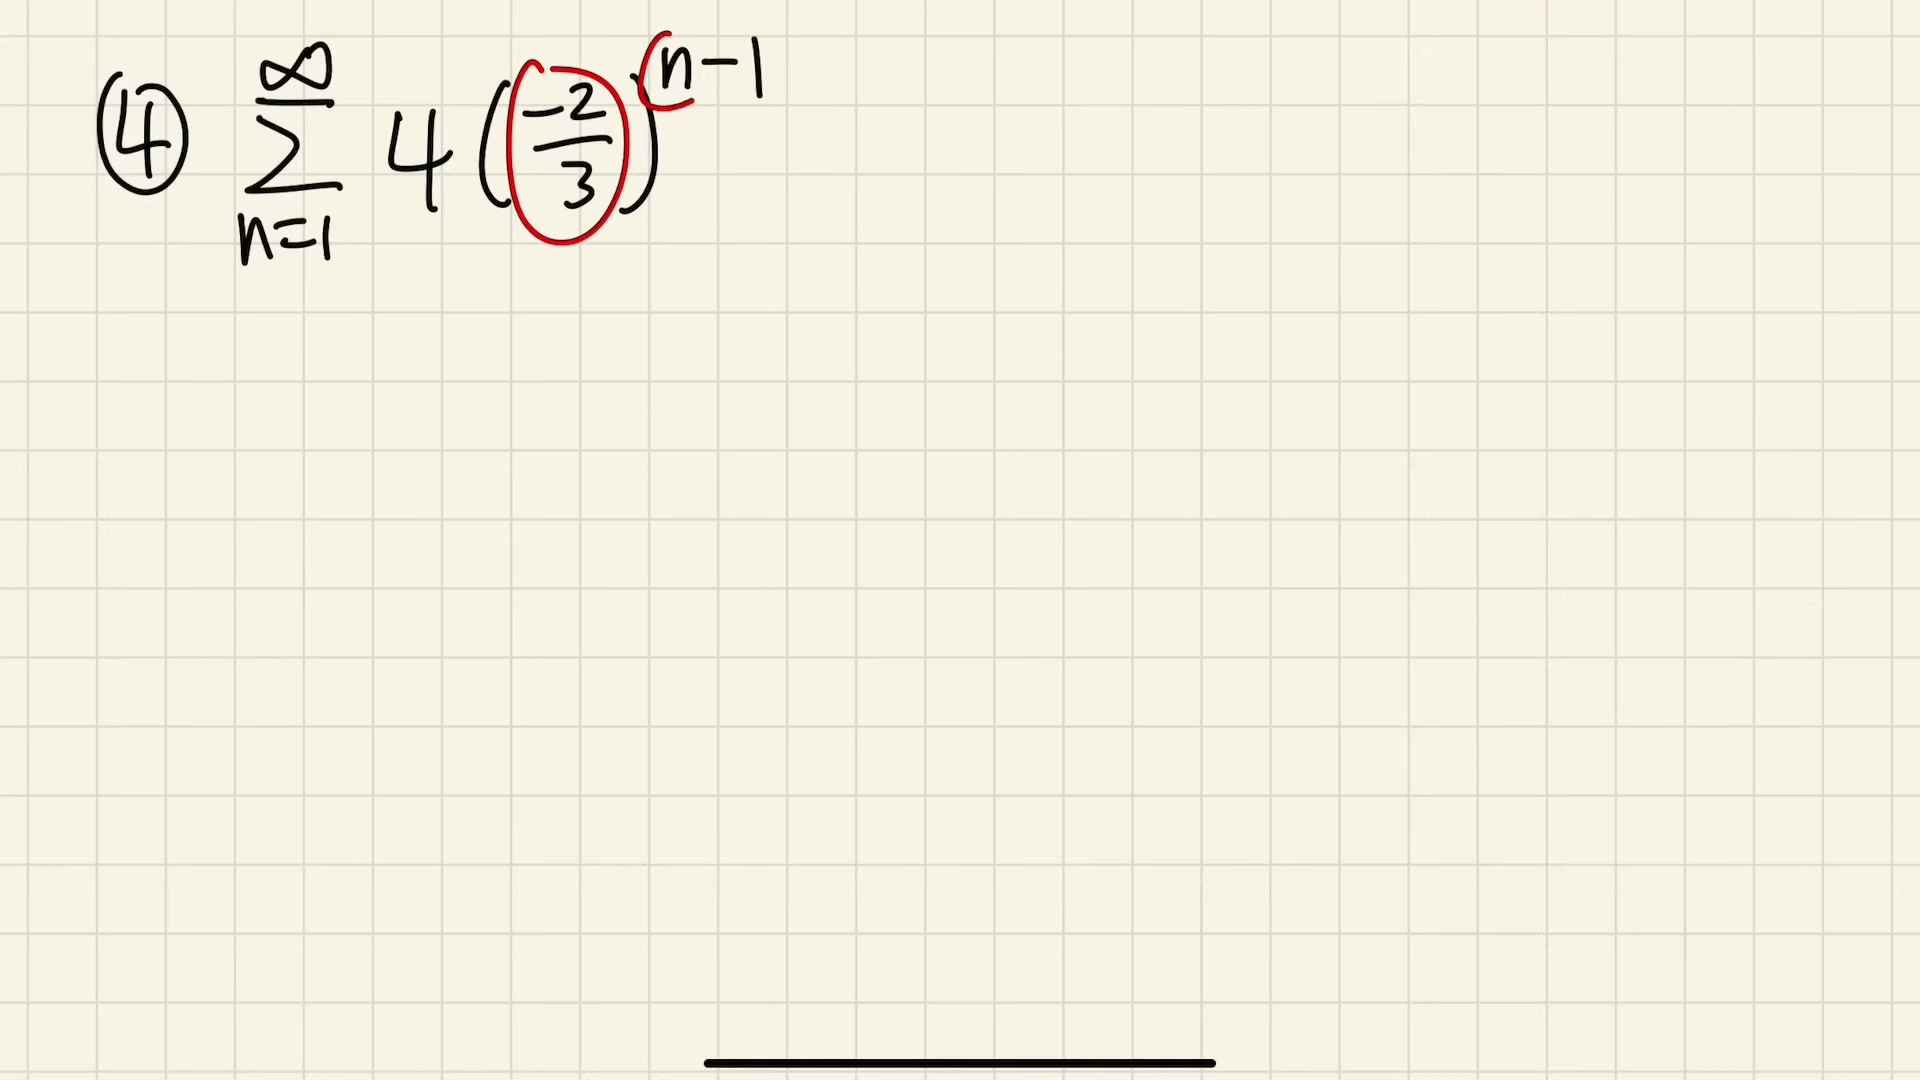 ④ ∞ Σ n=1 4 (-2/3)^(n-1)